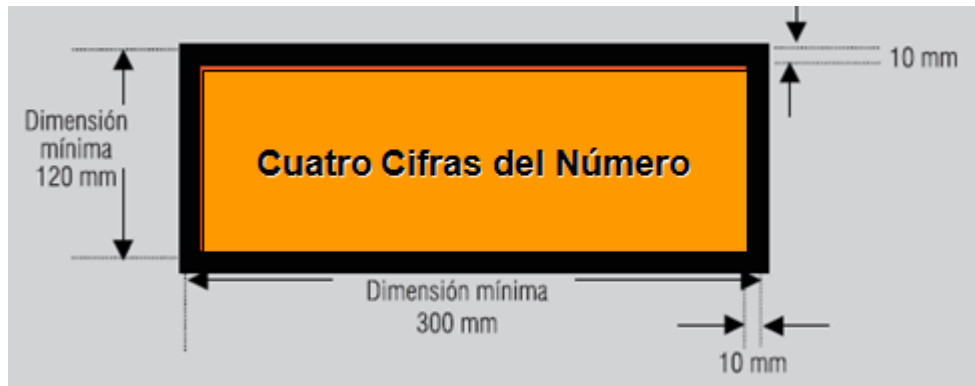 10 mm
Dimensión
mínima
120 mm
Cuatro Cifras del Número
Dimensión mínima
300 mm
10 mm